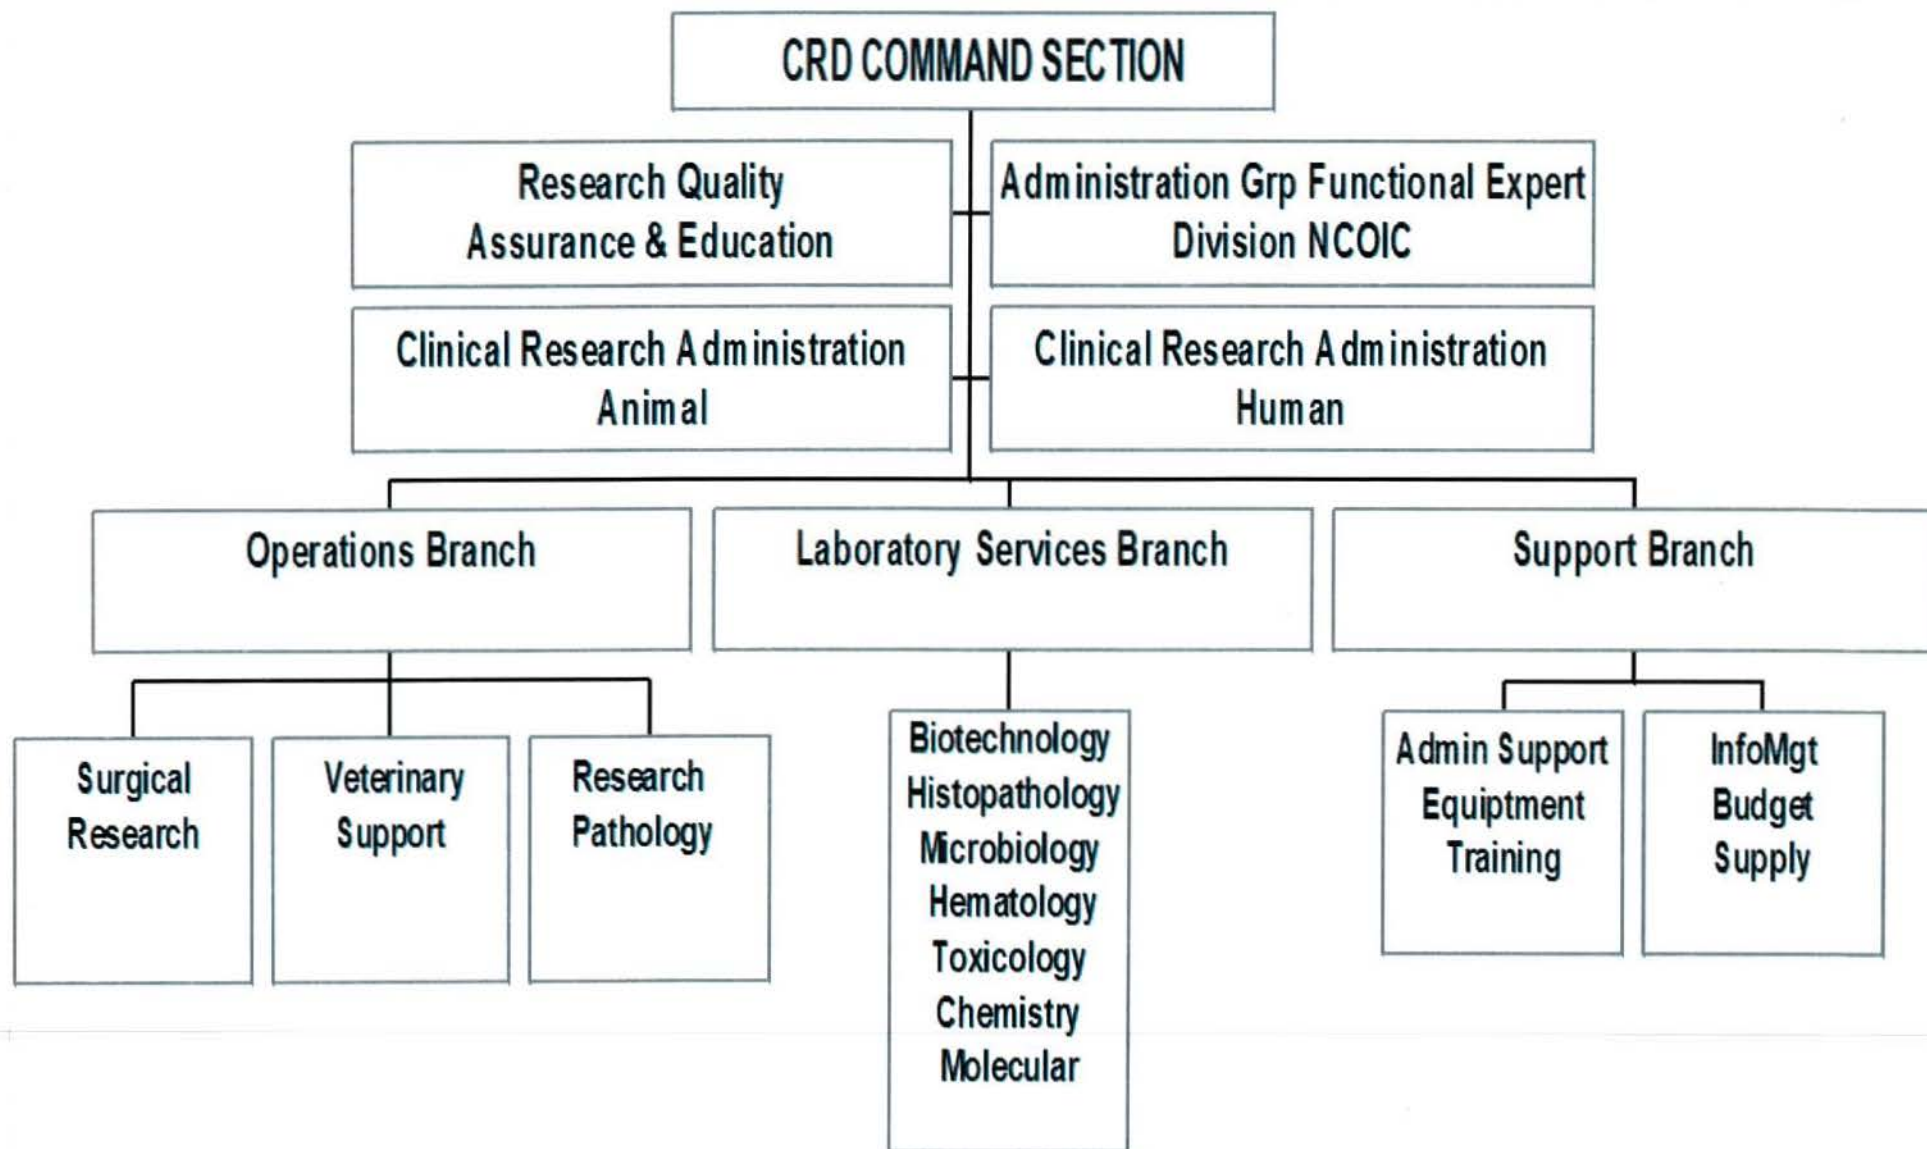 CRD COMMAND SECTION
Research Quality
Assurance & Education
Administration Grp Functional Expert
Division NCOIC
Clinical Research Administration
Animal
Clinical Research Administration
Human
Operations Branch
Laboratory Services Branch
Support Branch
Surgical
Research
Veterinary
Support
Research
Pathology
Biotechnology
Histopathology
Microbiology
Hematology
Toxicology
Chemistry
Molecular
Admin Support
Equiptment
Training
InfoMgt
Budget
Supply